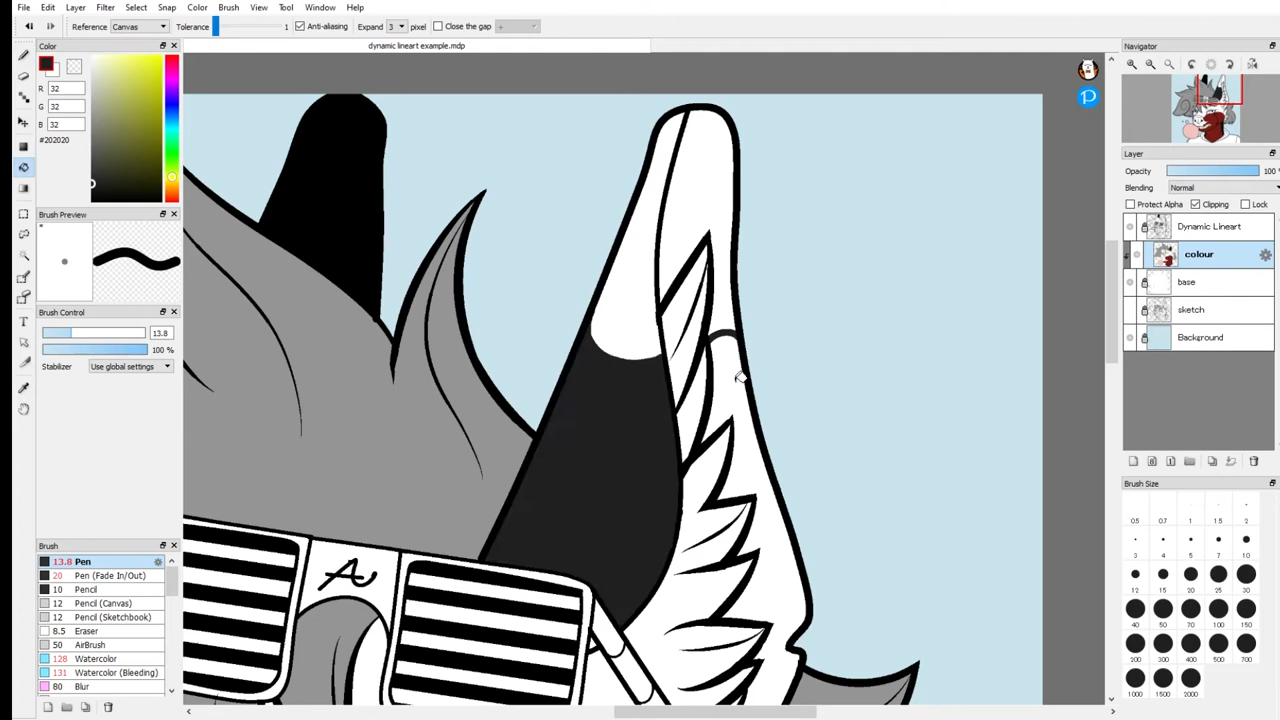 File Edit Layer Filter Select Snap Color Brush View Tool Window Help
Reference Canvas Tolerance 1 Anti-aliasing Expand 3 pixel Close the gap +
dynamic lineart example.mdp
Color
R 32
G 32
B 32
#202020
Brush Preview
Brush Control
13.8
100 %
Stabilizer Use global settings
Brush
13.8 Pen
20 Pen (Fade In/Out)
10 Pencil
12 Pencil (Canvas)
12 Pencil (Sketchbook)
8.5 Eraser
50 AirBrush
128 Watercolor
131 Watercolor (Bleeding)
80 Blur
Navigator
Layer
Opacity 100 %
Blending Normal
Protect Alpha Clipping Lock
Dynamic Lineart
colour
base
sketch
Background
Brush Size
0.5 0.7 1 1.5 2
3 4 5 7 10
12 15 20 25 30
40 50 70 100 150
200 300 400 500 700
1000 1500 2000